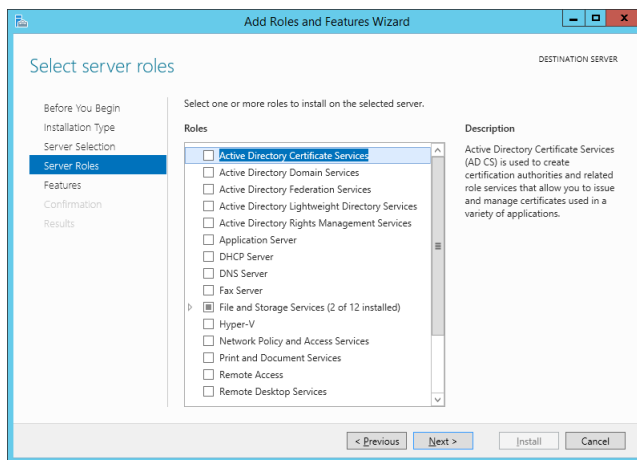 Add Roles and Features Wizard
Select server roles
DESTINATION SERVER
Before You Begin
Installation Type
Server Selection
Server Roles
Features
Confirmation
Results
Select one or more roles to install on the selected server.
Roles
Active Directory Certificate Services
Active Directory Domain Services
Active Directory Federation Services
Active Directory Lightweight Directory Services
Active Directory Rights Management Services
Application Server
DHCP Server
DNS Server
Fax Server
File and Storage Services (2 of 12 installed)
Hyper-V
Network Policy and Access Services
Print and Document Services
Remote Access
Remote Desktop Services
Description
Active Directory Certificate Services
(AD CS) is used to create
certification authorities and related
role services that allow you to issue
and manage certificates used in a
variety of applications.
< Previous
Next >
Install
Cancel